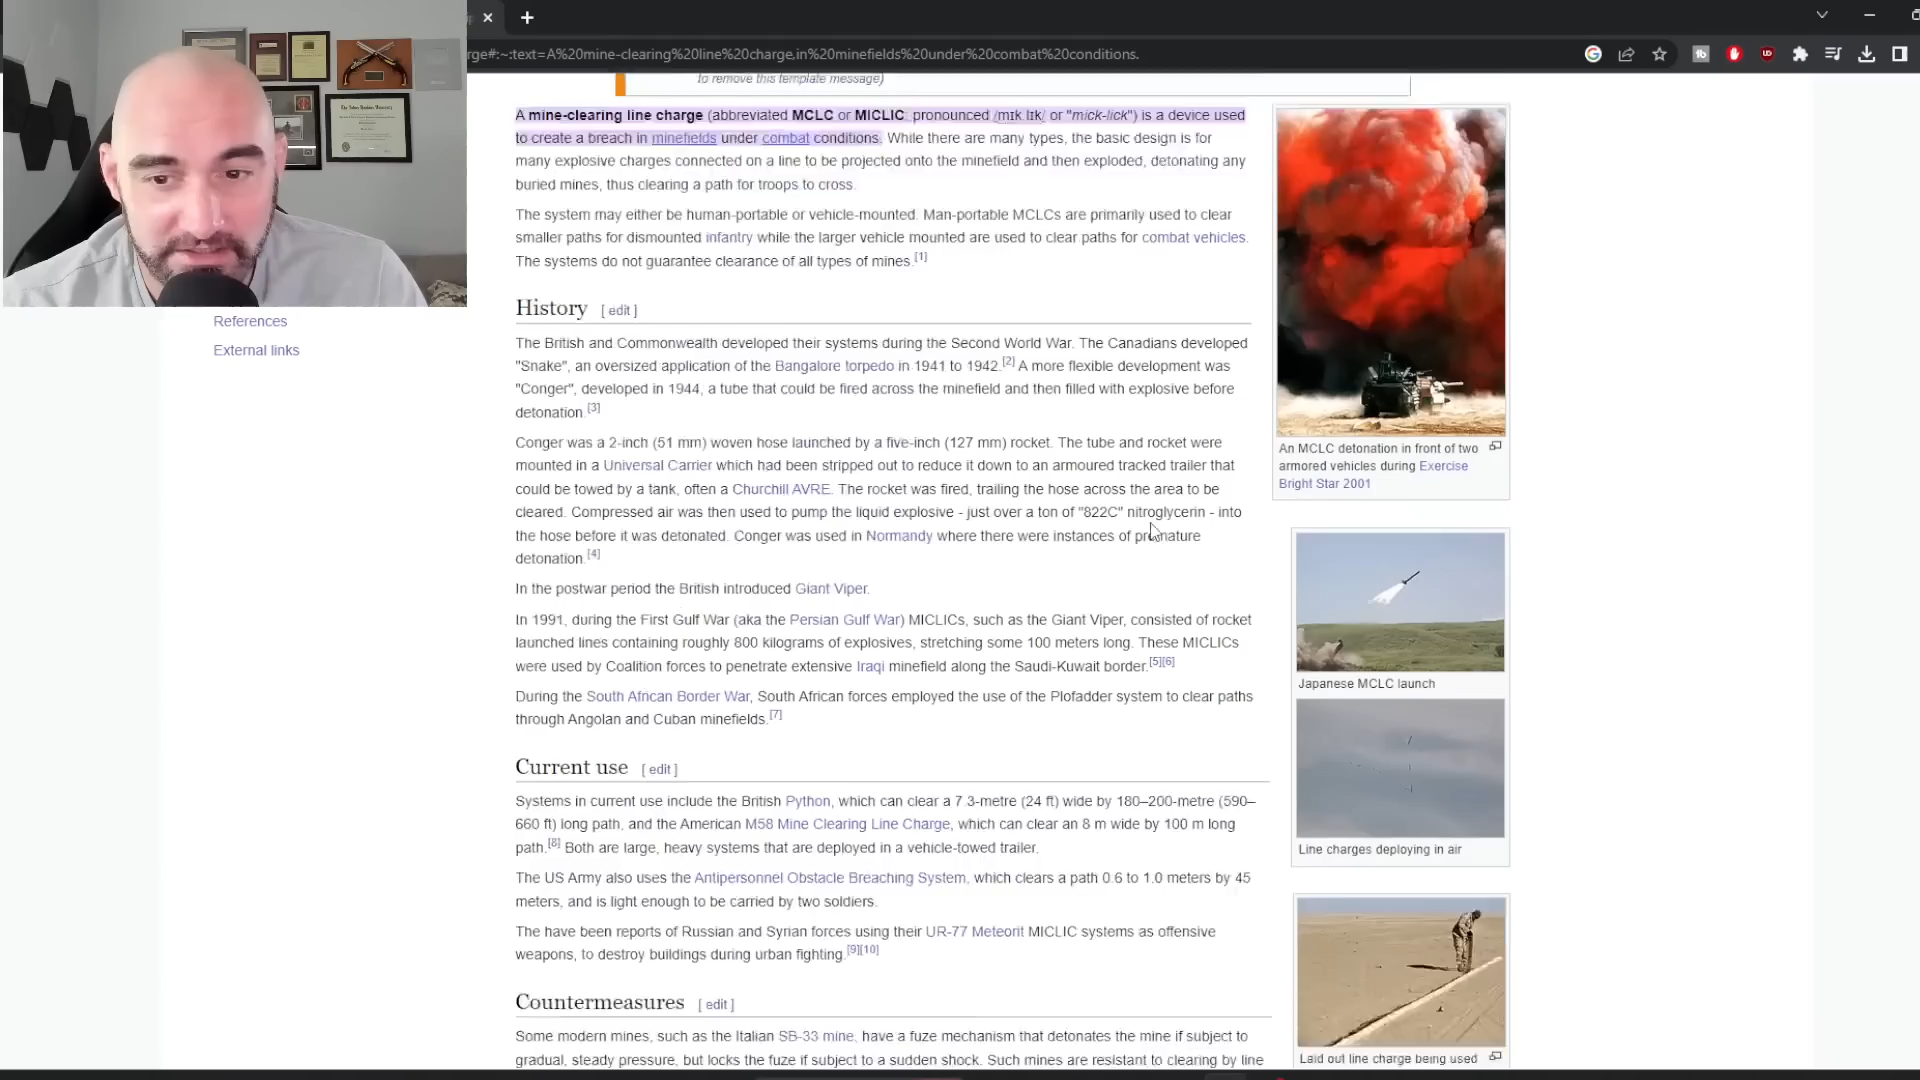 rge#:~:text=A%20mine-clearing%20line%20charge,in%20minefields%20under%20combat%20conditions.
to remove this template message)
A mine-clearing line charge (abbreviated MCLC or MICLIC pronounced /mɪk.lɪk/ or "mick-lick") is a device used
to create a breach in minefields under combat conditions. While there are many types, the basic design is for
many explosive charges connected on a line to be projected onto the minefield and then exploded, detonating any
buried mines, thus clearing a path for troops to cross.
The system may either be human-portable or vehicle-mounted. Man-portable MCLCs are primarily used to clear
smaller paths for dismounted infantry while the larger vehicle mounted are used to clear paths for combat vehicles.
The systems do not guarantee clearance of all types of mines.[1]
History [ edit ]
The British and Commonwealth developed their systems during the Second World War. The Canadians developed
"Snake", an oversized application of the Bangalore torpedo in 1941 to 1942.[2] A more flexible development was
"Conger", developed in 1944, a tube that could be fired across the minefield and then filled with explosive before
detonation.[3]
Conger was a 2-inch (51 mm) woven hose launched by a five-inch (127 mm) rocket. The tube and rocket were
mounted in a Universal Carrier which had been stripped out to reduce it down to an armoured tracked trailer that
could be towed by a tank, often a Churchill AVRE. The rocket was fired, trailing the hose across the area to be
cleared. Compressed air was then used to pump the liquid explosive - just over a ton of "822C" nitroglycerin - into
the hose before it was detonated. Conger was used in Normandy where there were instances of premature
detonation.[4]
In the postwar period the British introduced Giant Viper.
In 1991, during the First Gulf War (aka the Persian Gulf War) MICLICs, such as the Giant Viper, consisted of rocket
launched lines containing roughly 800 kilograms of explosives, stretching some 100 meters long. These MICLICs
were used by Coalition forces to penetrate extensive Iraqi minefield along the Saudi-Kuwait border.[5][6]
During the South African Border War, South African forces employed the use of the Plofadder system to clear paths
through Angolan and Cuban minefields.[7]
Current use [ edit ]
Systems in current use include the British Python, which can clear a 7 3-metre (24 ft) wide by 180–200-metre (590–
660 ft) long path, and the American M58 Mine Clearing Line Charge, which can clear an 8 m wide by 100 m long
path.[8] Both are large, heavy systems that are deployed in a vehicle-towed trailer.
The US Army also uses the Antipersonnel Obstacle Breaching System, which clears a path 0.6 to 1.0 meters by 45
meters, and is light enough to be carried by two soldiers.
The have been reports of Russian and Syrian forces using their UR-77 Meteorit MICLIC systems as offensive
weapons, to destroy buildings during urban fighting.[9][10]
Countermeasures [ edit ]
Some modern mines, such as the Italian SB-33 mine, have a fuze mechanism that detonates the mine if subject to
gradual, steady pressure, but locks the fuze if subject to a sudden shock. Such mines are resistant to clearing by line
References
External links
An MCLC detonation in front of two
armored vehicles during Exercise
Bright Star 2001
Japanese MCLC launch
Line charges deploying in air
Laid out line charge being used